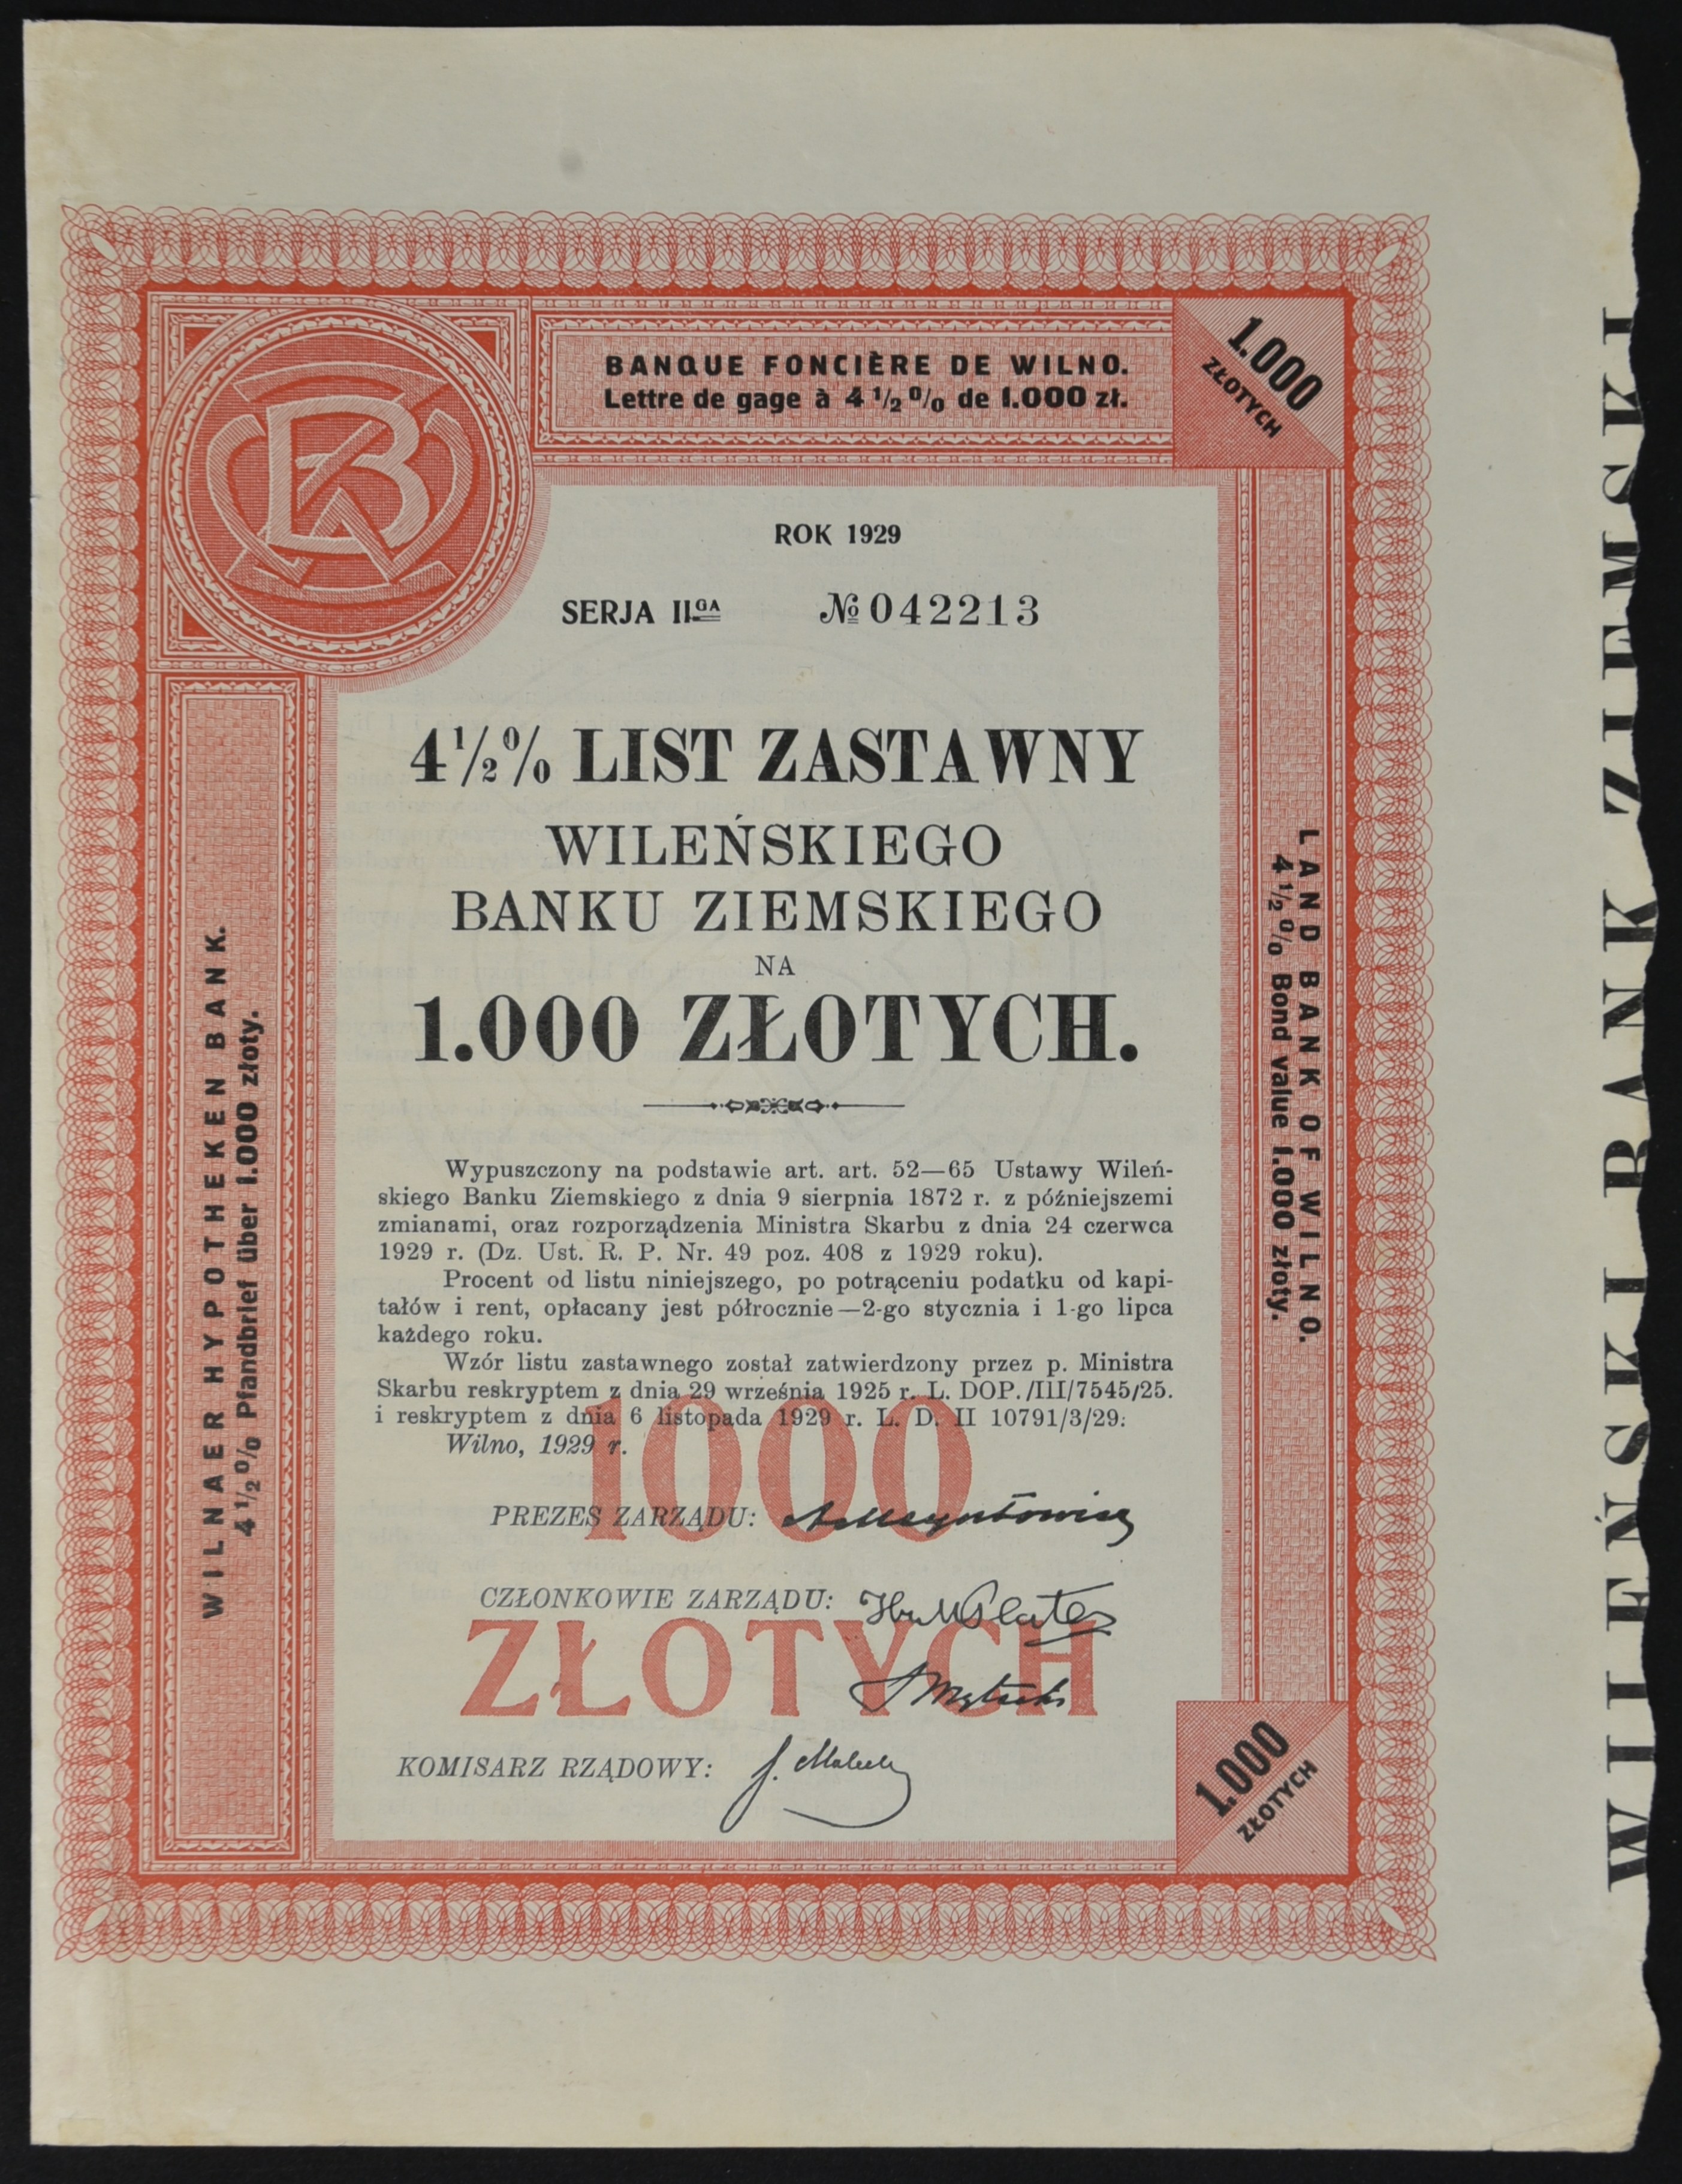 BANQUE FONCIÈRE DE WILNO.
Lettre de gage à 4 1/2 % de 1.000 zł.
1.000
ZŁOTYCH
ROK 1929
SERJA IIGA № 042213
4½% LIST ZASTAWNY
WILEŃSKIEGO
BANKU ZIEMSKIEGO
NA
1.000 ZŁOTYCH.
Wypuszczony na podstawie art. art. 52—65 Ustawy Wileń-
skiego Banku Ziemskiego z dnia 9 sierpnia 1872 r. z późniejszemi
zmianami, oraz rozporządzenia Ministra Skarbu z dnia 24 czerwca
1929 r. (Dz. Ust. R. P. Nr. 49 poz. 408 z 1929 roku).
Procent od listu niniejszego, po potrąceniu podatku od kapi-
tałów i rent, opłacany jest półrocznie—2-go stycznia i 1-go lipca
każdego roku.
Wzór listu zastawnego został zatwierdzony przez p. Ministra
Skarbu reskryptem z dnia 29 września 1925 r. L. DOP./III/7545/25.
i reskryptem z dnia 6 listopada 1929 r. L. D. II 10791/3/29.
Wilno, 1929 r.
1000
PREZES ZARZĄDU:
CZŁONKOWIE ZARZĄDU:
ZŁOTYCH
KOMISARZ RZĄDOWY:
1.000
ZŁOTYCH
WILNAER HYPOTHEKEN BANK.
4 1/2 % Pfandbrief über 1.000 złoty.
LAND BANK OF WILNO.
4 1/2 % Bond value 1.000 złoty.
WILEŃSKI BANK ZIEMSKI